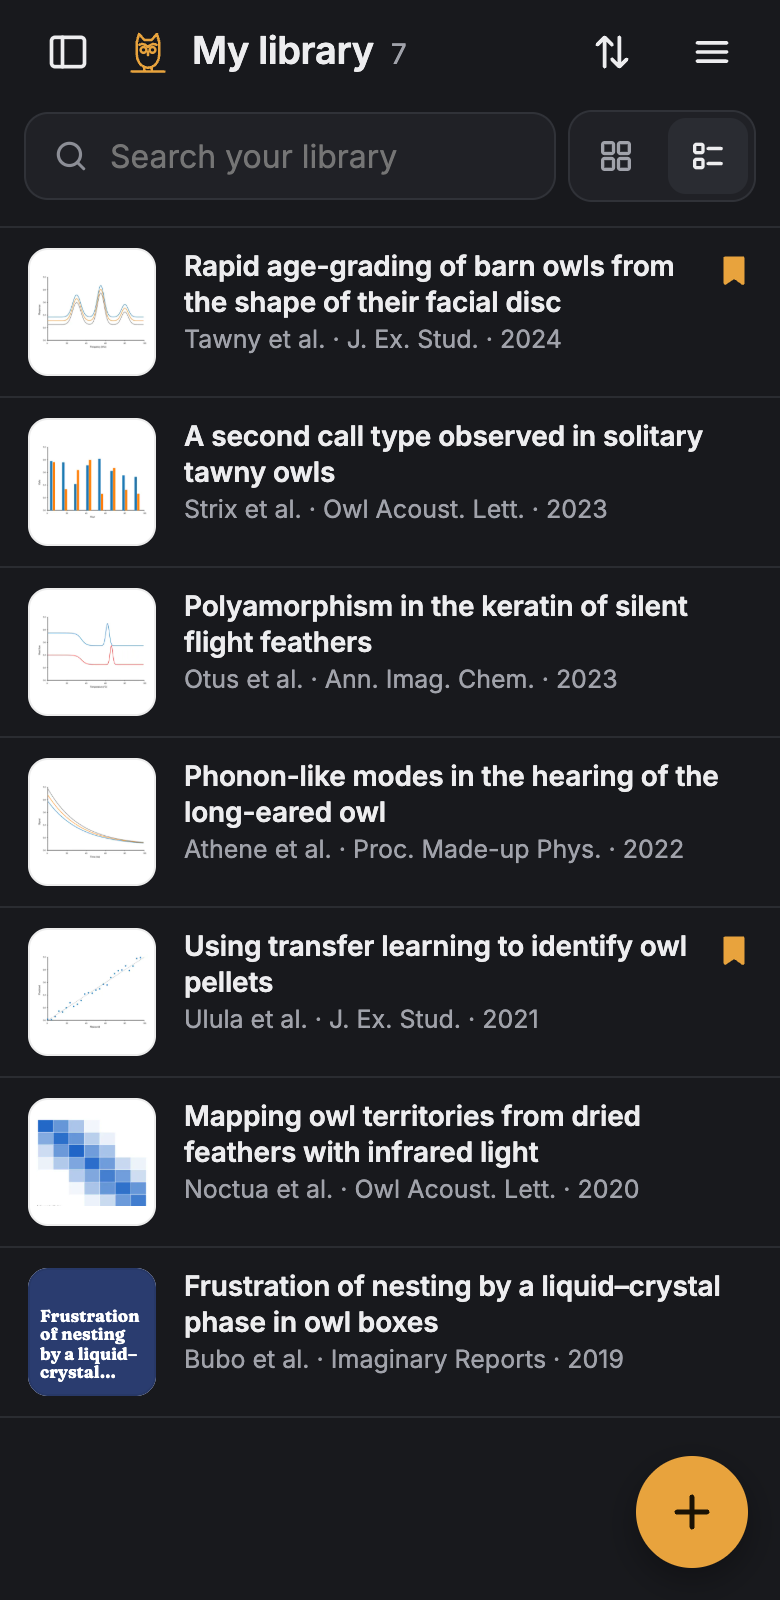 My library 7
Search your library
Rapid age-grading of barn owls from
the shape of their facial disc
Tawny et al. · J. Ex. Stud. · 2024
A second call type observed in solitary
tawny owls
Strix et al. · Owl Acoust. Lett. · 2023
Polyamorphism in the keratin of silent
flight feathers
Otus et al. · Ann. Imag. Chem. · 2023
Phonon-like modes in the hearing of the
long-eared owl
Athene et al. · Proc. Made-up Phys. · 2022
Using transfer learning to identify owl
pellets
Ulula et al. · J. Ex. Stud. · 2021
Mapping owl territories from dried
feathers with infrared light
Noctua et al. · Owl Acoust. Lett. · 2020
Frustration
of nesting
by a liquid–
crystal...
Frustration of nesting by a liquid–crystal
phase in owl boxes
Bubo et al. · Imaginary Reports · 2019